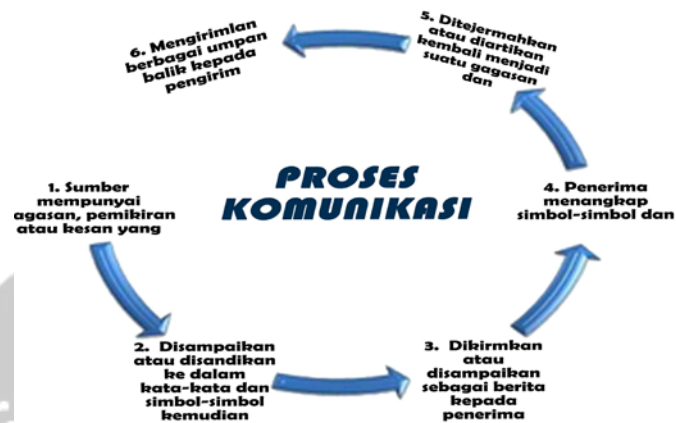 PROSES
KOMUNIKASI
1. Sumber
mempunyai
agasan, pemikiran
atau kesan yang
2. Disampaikan
atau disandikan
ke dalam
kata-kata dan
simbol-simbol
kemudian
3. Dikirmkan
atau
disampaikan
sebagai berita
kepada
penerima
4. Penerima
menangkap
simbol-simbol dan
5. Ditejermahkan
atau diartikan
kembali menjadi
suatu gagasan
dan
6. Mengirimlan
berbagai umpan
balik kepada
pengirim